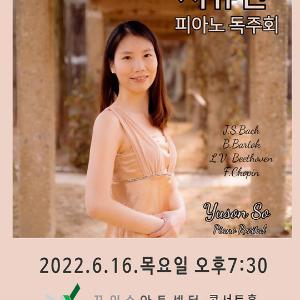 피아노 독주회
J.S.Bach
B.Bartok
L.V. Beethoven
F.Chopin
Yuson So
Piano Recital
2022.6.16.목요일 오후7:30